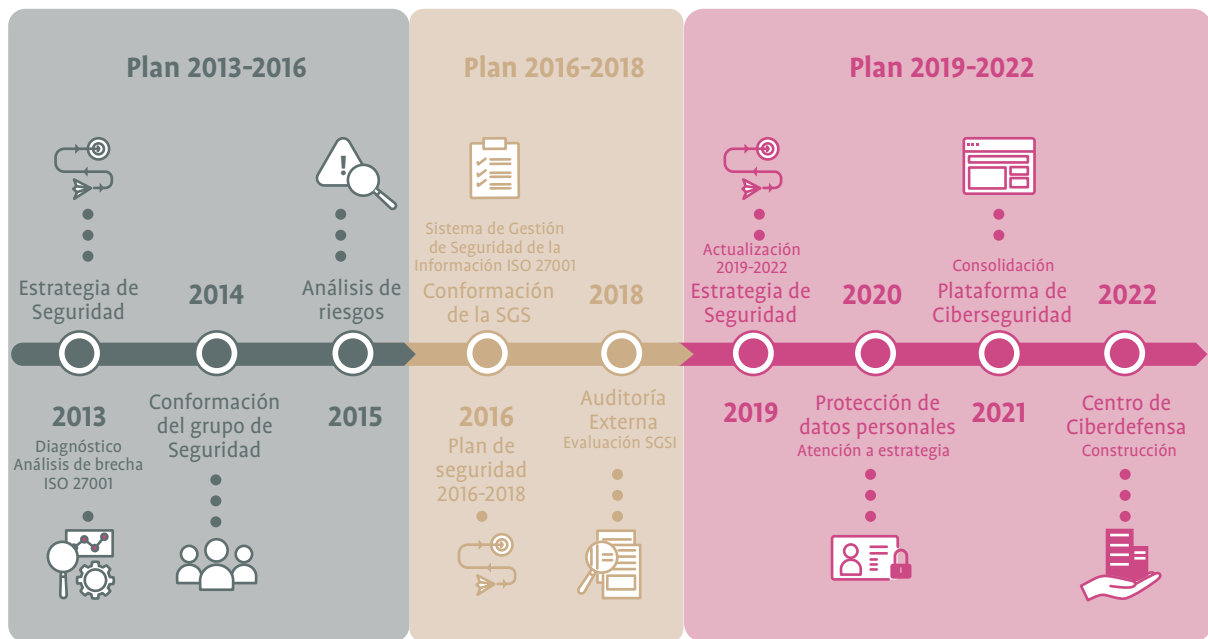 Plan 2013-2016
Estrategia de
Seguridad
2013
Diagnóstico
Análisis de brecha
ISO 27001
2014
Conformación
del grupo de
Seguridad
Análisis de
riesgos
2015
Plan 2016-2018
Sistema de Gestión
de Seguridad de la
Información ISO 27001
Conformación
de la SGS
2016
Plan de
seguridad
2016-2018
2018
Auditoría
Externa
Evaluación SGSI
Plan 2019-2022
Actualización
2019-2022
Estrategia de
Seguridad
2019
2020
Protección de
datos personales
Atención a estrategia
Consolidación
Plataforma de
Ciberseguridad
2021
2022
Centro de
Ciberdefensa
Construcción